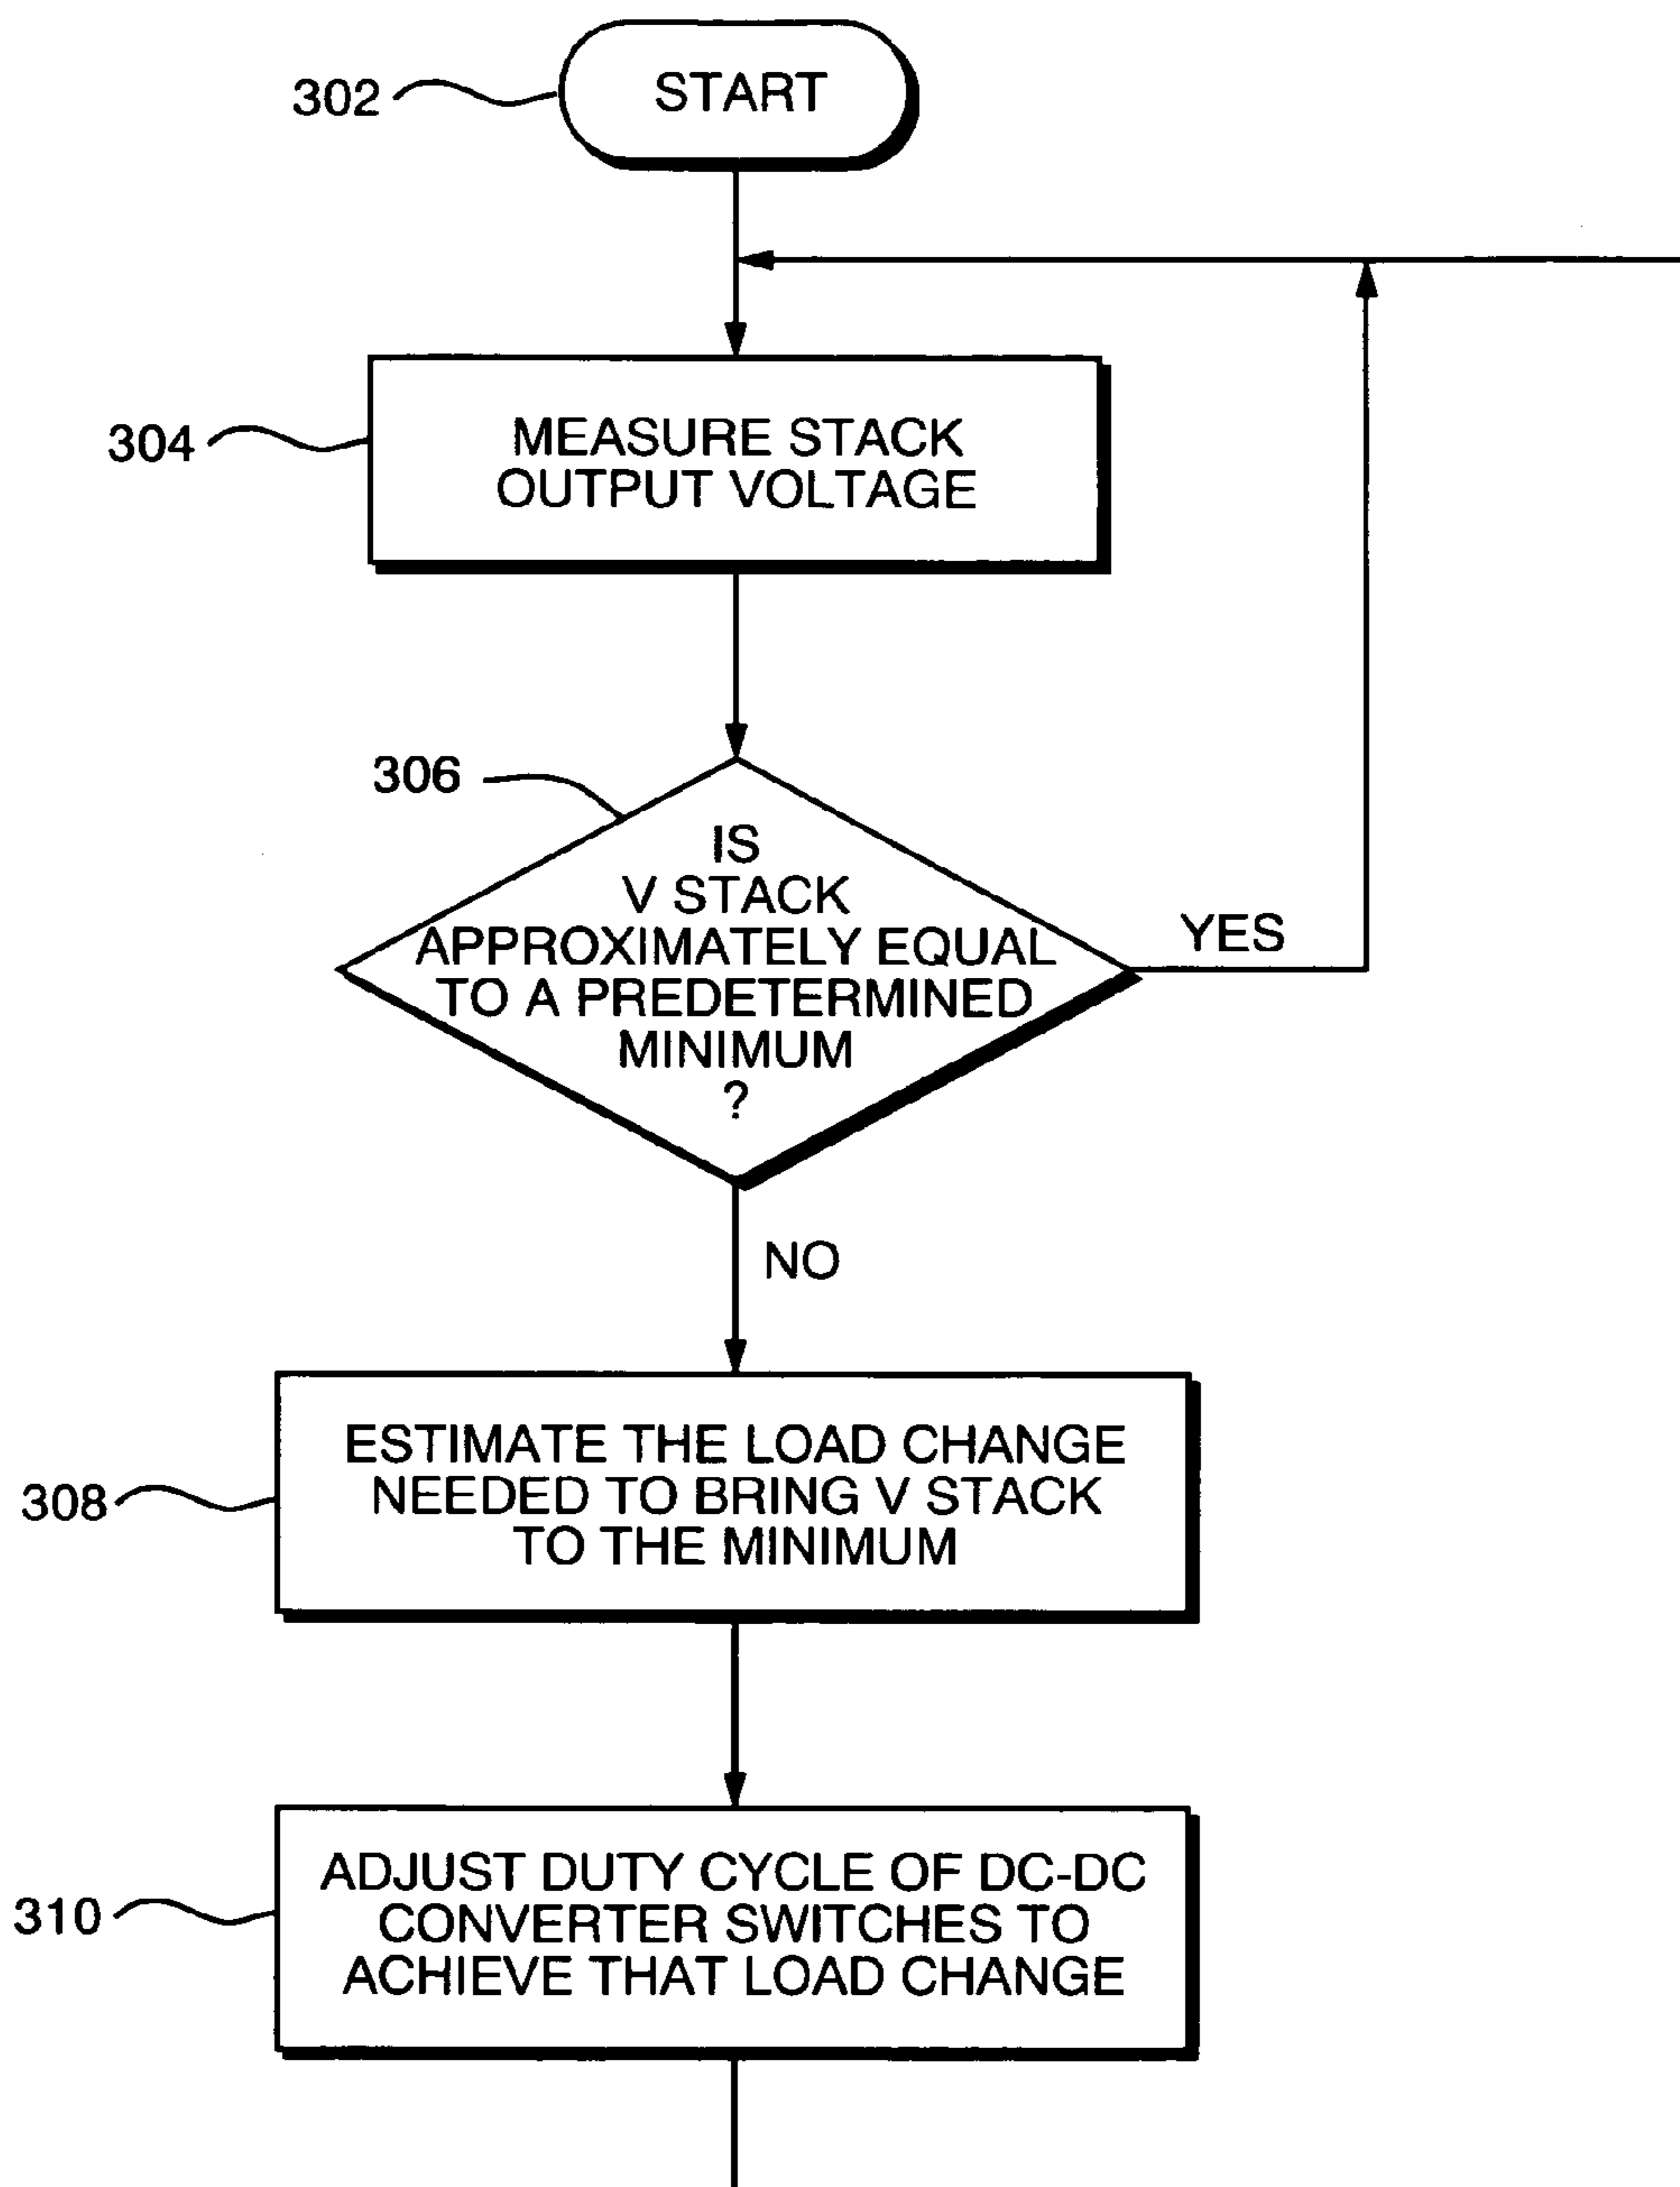 302
START
304
MEASURE STACK
OUTPUT VOLTAGE
306
IS
V STACK
APPROXIMATELY EQUAL
TO A PREDETERMINED
MINIMUM
?
YES
NO
308
ESTIMATE THE LOAD CHANGE
NEEDED TO BRING V STACK
TO THE MINIMUM
310
ADJUST DUTY CYCLE OF DC-DC
CONVERTER SWITCHES TO
ACHIEVE THAT LOAD CHANGE